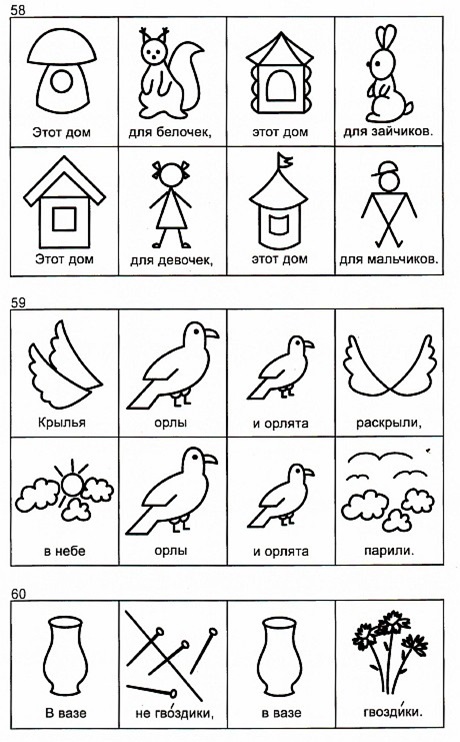 58
Этот дом для белочек, этот дом для зайчиков.
Этот дом для девочек, этот дом для мальчиков.
59
Крылья орлы и орлята раскрыли,
в небе орлы и орлята парили.
60
В вазе не гво́здики, в вазе гвозди́ки.